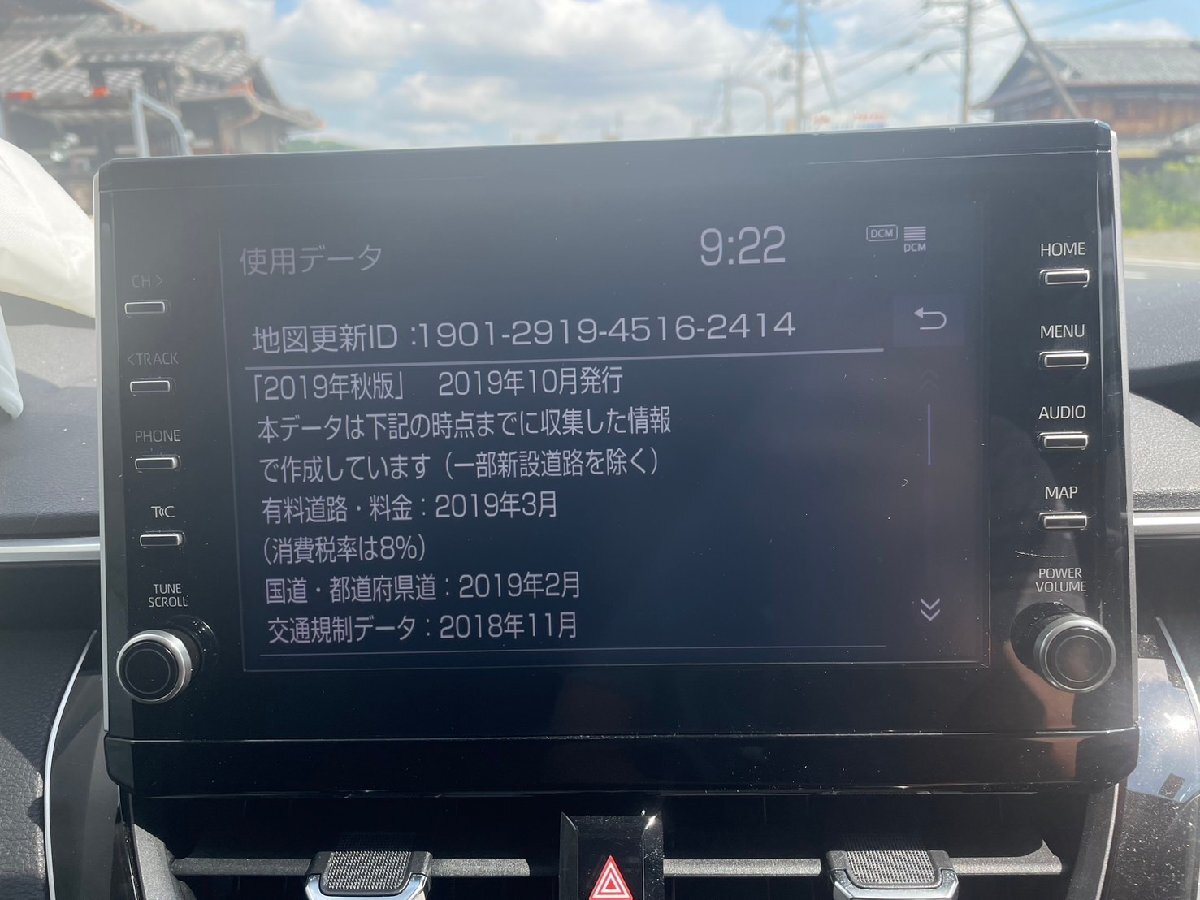 使用データ
9:22
DCM
DCM
地図更新ID :1901-2919-4516-2414
「2019年秋版」 2019年10月発行
本データは下記の時点までに収集した情報
で作成しています（一部新設道路を除く）
有料道路・料金：2019年3月
（消費税率は8%）
国道・都道府県道：2019年2月
交通規制データ：2018年11月
CH >
< TRACK
PHONE
T C
TUNE
SCROLL
HOME
MENU
AUDIO
MAP
POWER
VOLUME